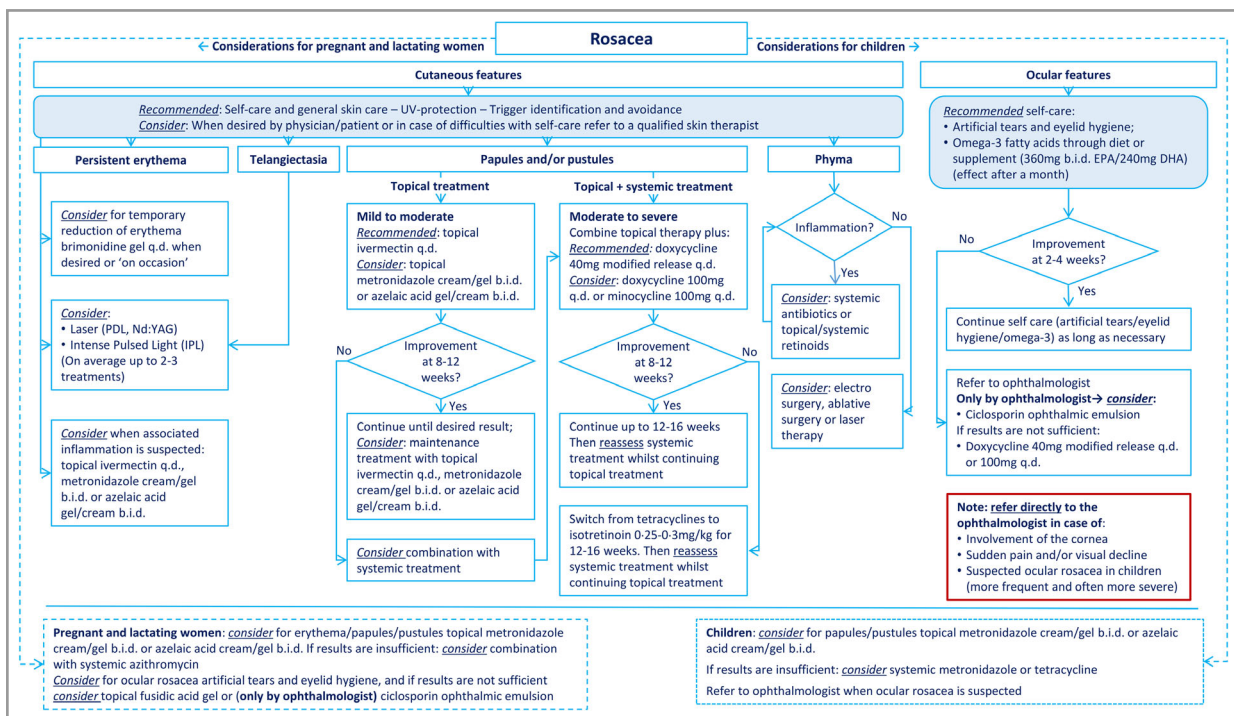 Rosacea
← Considerations for pregnant and lactating women
Considerations for children →
Cutaneous features
Ocular features
Recommended: Self-care and general skin care – UV-protection – Trigger identification and avoidance
Consider: When desired by physician/patient or in case of difficulties with self-care refer to a qualified skin therapist
Recommended self-care:
• Artificial tears and eyelid hygiene;
• Omega-3 fatty acids through diet or
supplement (360mg b.i.d. EPA/240mg DHA)
(effect after a month)
Persistent erythema
Telangiectasia
Papules and/or pustules
Phyma
Consider for temporary
reduction of erythema
brimonidine gel q.d. when
desired or ‘on occasion’
Consider:
• Laser (PDL, Nd:YAG)
• Intense Pulsed Light (IPL)
(On average up to 2-3
treatments)
Consider when associated
inflammation is suspected:
topical ivermectin q.d.,
metronidazole cream/gel
b.i.d. or azelaic acid
gel/cream b.i.d.
Topical treatment
Mild to moderate
Recommended: topical
ivermectin q.d.
Consider: topical
metronidazole cream/gel b.i.d.
or azelaic acid gel/cream b.i.d.
No
Improvement
at 8-12
weeks?
Yes
Continue until desired result;
Consider: maintenance
treatment with topical
ivermectin q.d., metronidazole
cream/gel b.i.d. or azelaic acid
gel/cream b.i.d.
Consider combination with
systemic treatment
Topical + systemic treatment
Moderate to severe
Combine topical therapy plus:
Recommended: doxycycline
40mg modified release q.d.
Consider: doxycycline 100mg
q.d. or minocycline 100mg q.d.
Improvement
at 8-12
weeks?
No
Yes
Continue up to 12-16 weeks
Then reassess systemic
treatment whilst continuing
topical treatment
Switch from tetracyclines to
isotretinoin 0·25-0·3mg/kg for
12-16 weeks. Then reassess
systemic treatment whilst
continuing topical treatment
Inflammation?
No
Yes
Consider: systemic
antibiotics or
topical/systemic
retinoids
Consider: electro
surgery, ablative
surgery or laser
therapy
No
Improvement
at 2-4 weeks?
Yes
Continue self care (artificial tears/eyelid
hygiene/omega-3) as long as necessary
Refer to ophthalmologist
Only by ophthalmologist→ consider:
• Ciclosporin ophthalmic emulsion
If results are not sufficient:
• Doxycycline 40mg modified release q.d.
or 100mg q.d.
Note: refer directly to the
ophthalmologist in case of:
• Involvement of the cornea
• Sudden pain and/or visual decline
• Suspected ocular rosacea in children
(more frequent and often more severe)
Pregnant and lactating women: consider for erythema/papules/pustules topical metronidazole
cream/gel b.i.d. or azelaic acid cream/gel b.i.d. If results are insufficient: consider combination
with systemic azithromycin
Consider for ocular rosacea artificial tears and eyelid hygiene, and if results are not sufficient
consider topical fusidic acid gel or (only by ophthalmologist) ciclosporin ophthalmic emulsion
Children: consider for papules/pustules topical metronidazole cream/gel b.i.d. or azelaic
acid cream/gel b.i.d.
If results are insufficient: consider systemic metronidazole or tetracycline
Refer to ophthalmologist when ocular rosacea is suspected